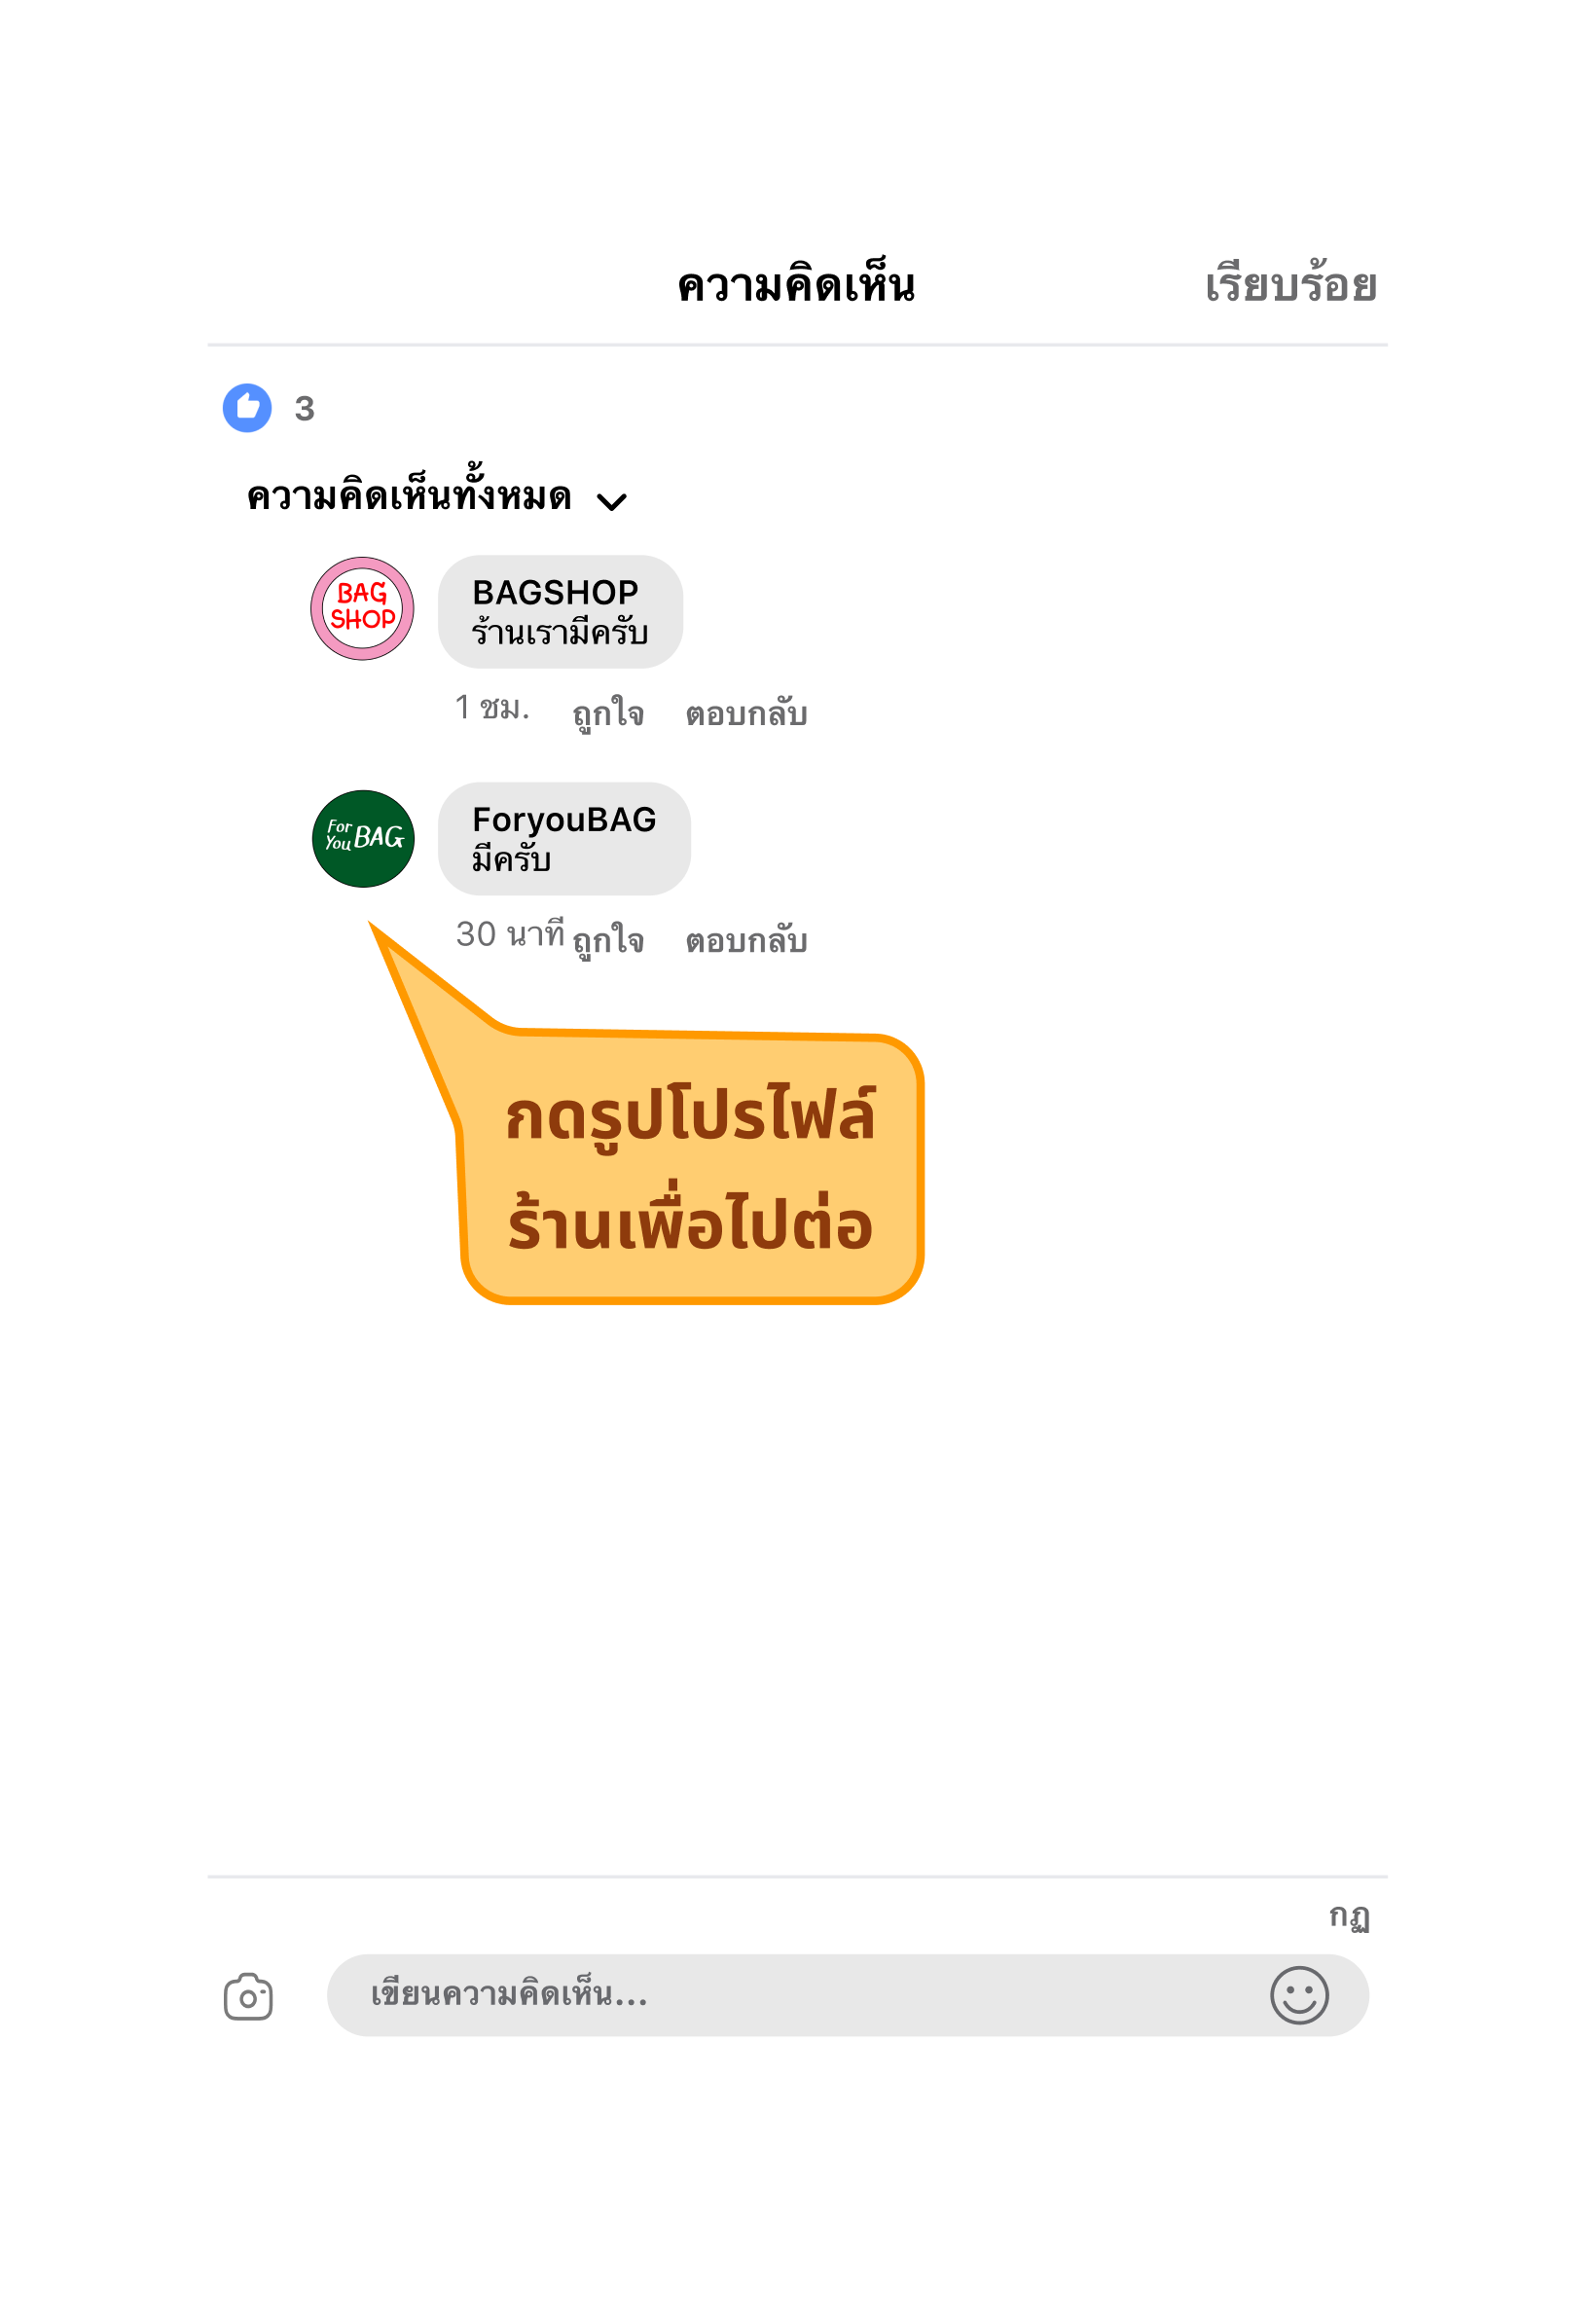 ความคิดเห็น เรียบร้อย
3
ความคิดเห็นทั้งหมด
BAG
SHOP
BAGSHOP
ร้านเรามีครับ
1 ชม. ถูกใจ ตอบกลับ
For
You BAG
ForyouBAG
มีครับ
30 นาที ถูกใจ ตอบกลับ
กดรูปโปรไฟล์
ร้านเพื่อไปต่อ
กฏ
เขียนความคิดเห็น...